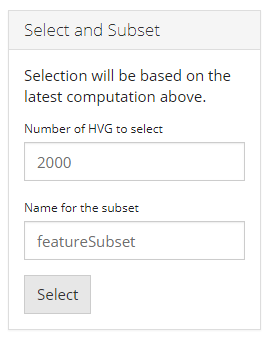 Select and Subset
Selection will be based on the
latest computation above.
Number of HVG to select
2000
Name for the subset
featureSubset
Select